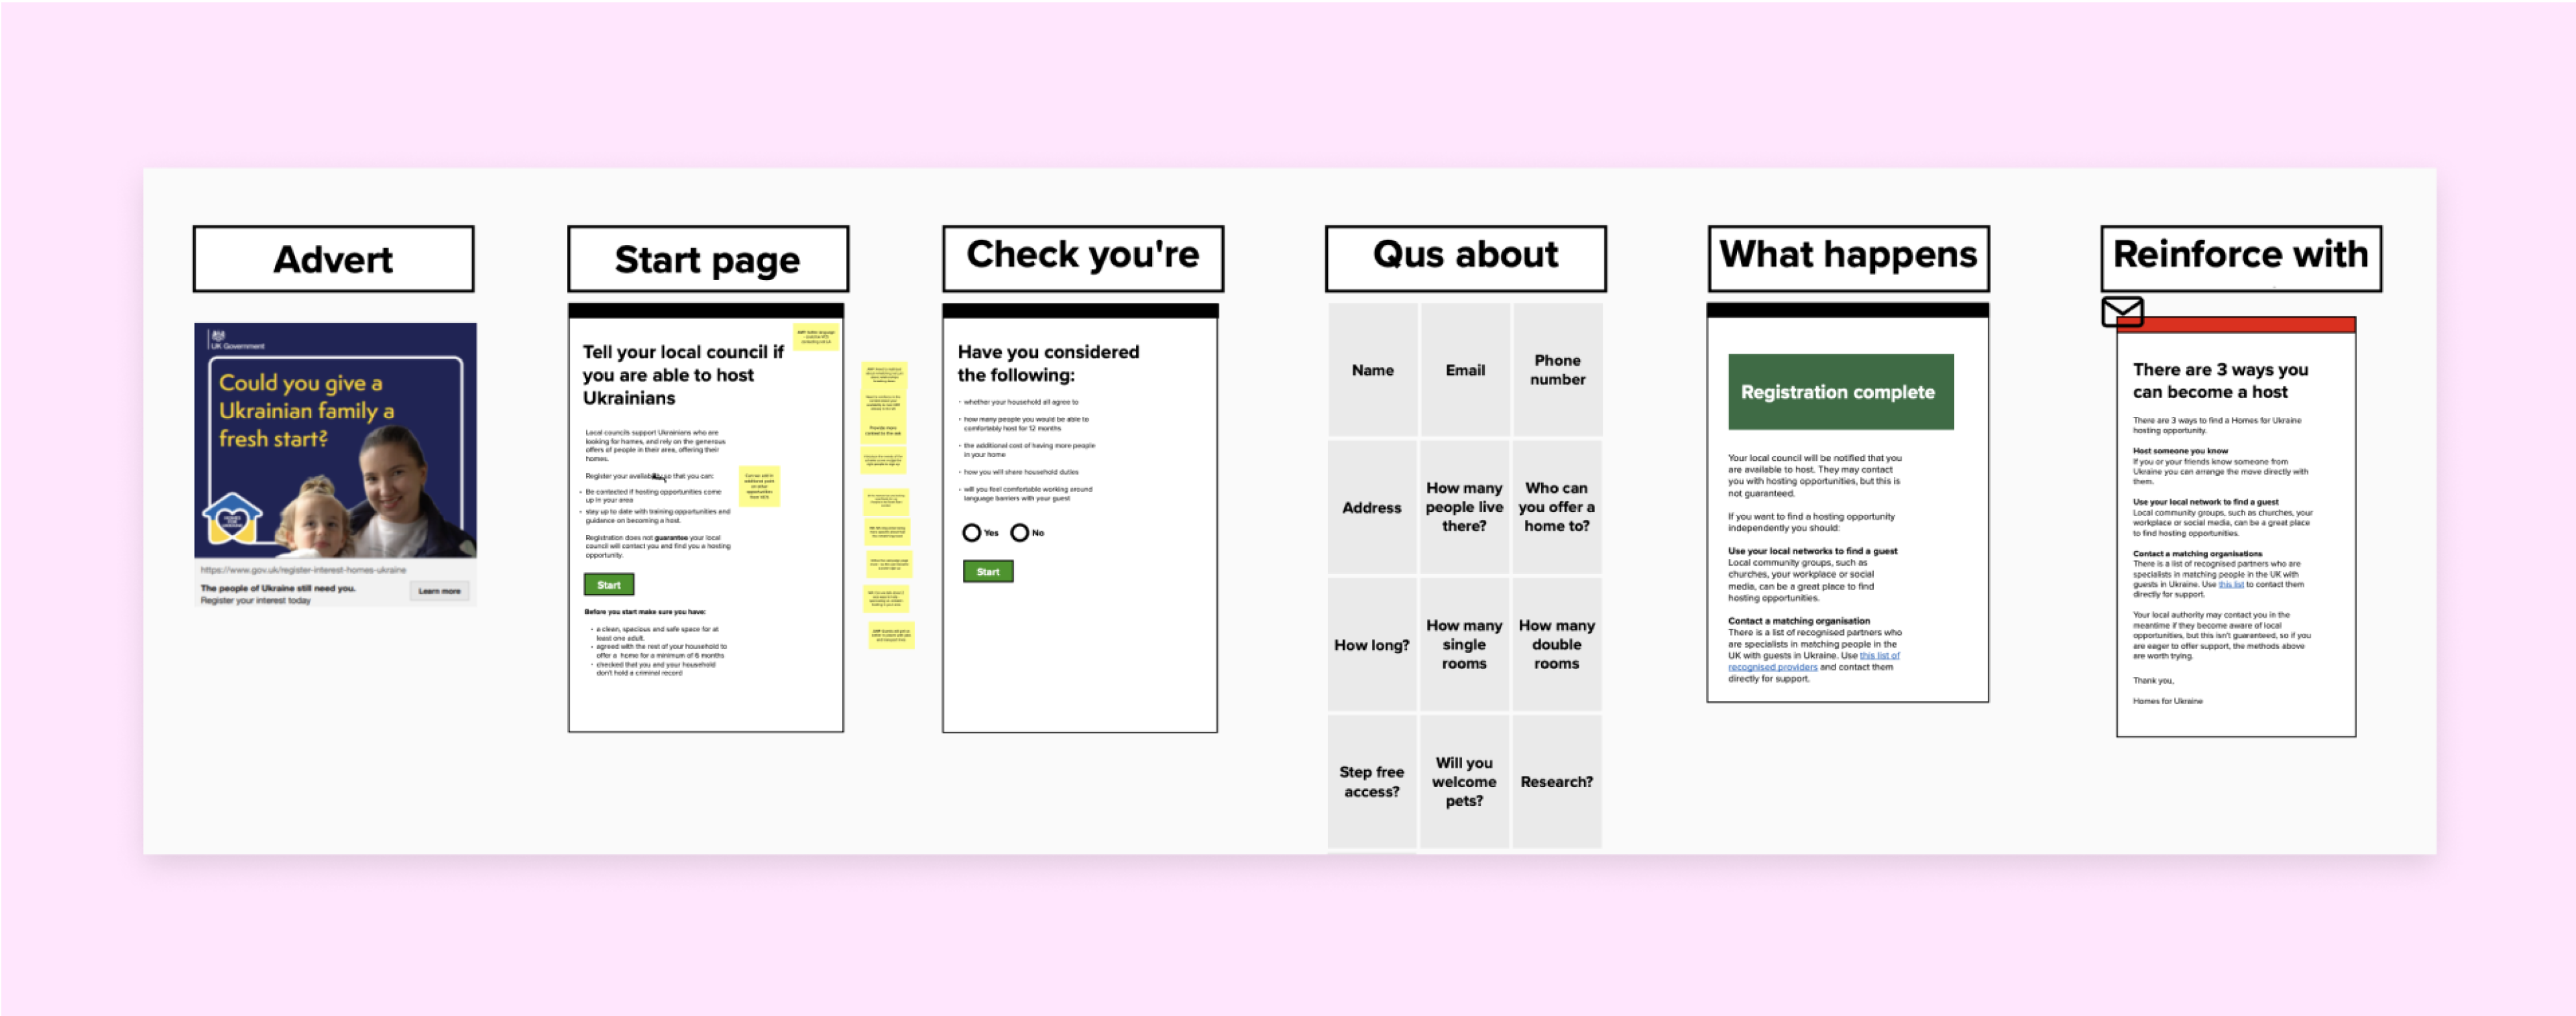 Advert
UK Government
Could you give a
Ukrainian family a
fresh start?
HOMES
FOR
UKRAINE
https://www.gov.uk/register-interest-homes-ukraine
The people of Ukraine still need you.
Register your interest today
Learn more
Start page
Tell your local council if
you are able to host
Ukrainians
Local councils support Ukrainians who are
looking for homes, and rely on the generous
offers of people in their area, offering their
homes.
Register your availability so that you can:
• Be contacted if hosting opportunities come
up in your area
• stay up to date with training opportunities and
guidance on becoming a host.
Registration does not guarantee your local
council will contact you and find you a hosting
opportunity.
Start
Before you start make sure you have:
• a clean, spacious and safe space for at
least one adult.
• agreed with the rest of your household to
offer a home for a minimum of 6 months
• checked that you and your household
don't hold a criminal record
Provide more
context to the ask
Check you're
Have you considered
the following:
• whether your household all agree to
• how many people you would be able to
comfortably host for 12 months
• the additional cost of having more people
in your home
• how you will share household duties
• will you feel comfortable working around
language barriers with your guest
Yes No
Start
Qus about
Name
Email
Phone
number
Address
How many
people live
there?
Who can
you offer a
home to?
How long?
How many
single
rooms
How many
double
rooms
Step free
access?
Will you
welcome
pets?
Research?
What happens
Registration complete
Your local council will be notified that you
are available to host. They may contact
you with hosting opportunities, but this is
not guaranteed.
If you want to find a hosting opportunity
independently you should:
Use your local networks to find a guest
Local community groups, such as
churches, your workplace or social
media, can be a great place to find
hosting opportunities.
Contact a matching organisation
There is a list of recognised partners who
are specialists in matching people in the
UK with guests in Ukraine. Use this list of
recognised providers and contact them
directly for support.
Reinforce with
There are 3 ways you
can become a host
There are 3 ways to find a Homes for Ukraine
hosting opportunity.
Host someone you know
If you or your friends know someone from
Ukraine you can arrange the move directly with
them.
Use your local network to find a guest
Local community groups, such as churches, your
workplace or social media, can be a great place
to find hosting opportunities.
Contact a matching organisations
There is a list of recognised partners who are
specialists in matching people in the UK with
guests in Ukraine. Use this list to contact them
directly for support.
Your local authority may contact you in the
meantime if they become aware of local
opportunities, but this isn't guaranteed, so if you
are eager to offer support, the methods above
are worth trying.
Thank you,
Homes for Ukraine